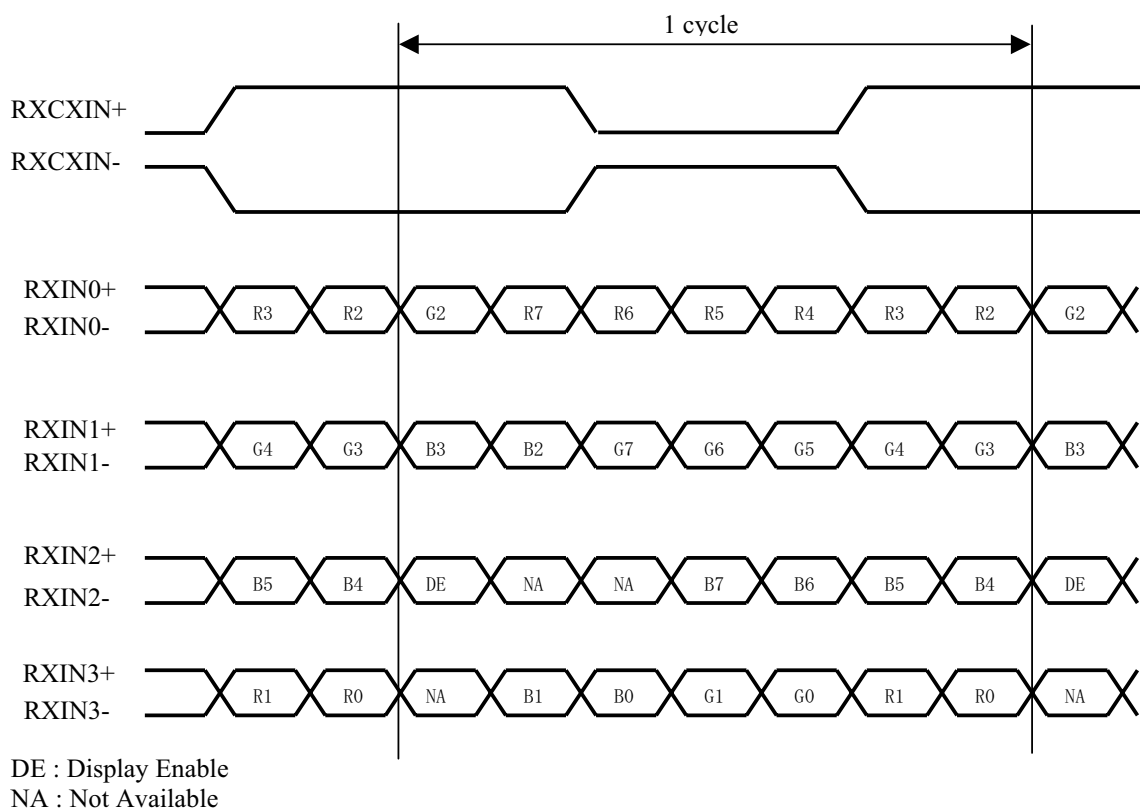 1 cycle
RXCXIN+
RXCXIN-
RXIN0+
RXIN0-
R3 R2 G2 R7 R6 R5 R4 R3 R2 G2
RXIN1+
RXIN1-
G4 G3 B3 B2 G7 G6 G5 G4 G3 B3
RXIN2+
RXIN2-
B5 B4 DE NA NA B7 B6 B5 B4 DE
RXIN3+
RXIN3-
R1 R0 NA B1 B0 G1 G0 R1 R0 NA
DE : Display Enable
NA : Not Available